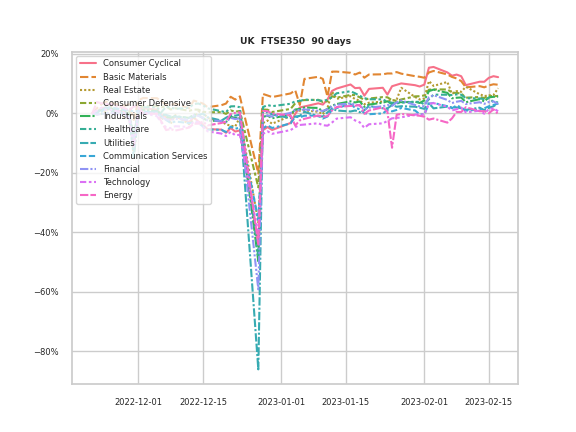 UK  FTSE350  90 days
20%
0%
−20%
−40%
−60%
−80%
Consumer Cyclical
Basic Materials
Real Estate
Consumer Defensive
Industrials
Healthcare
Utilities
Communication Services
Financial
Technology
Energy
2022-12-01
2022-12-15
2023-01-01
2023-01-15
2023-02-01
2023-02-15